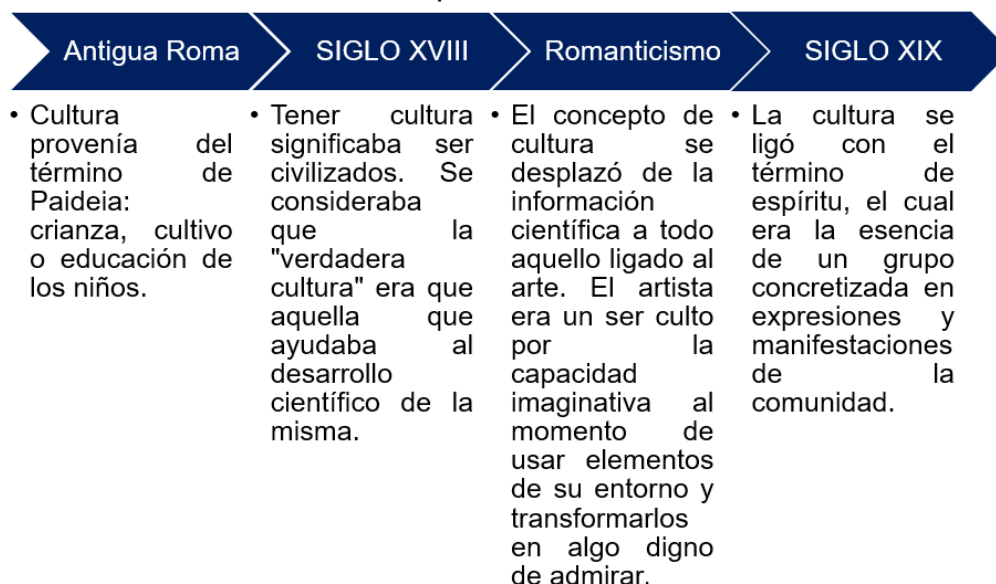 Antigua Roma
SIGLO XVIII
Romanticismo
SIGLO XIX
• Cultura
provenía del
término de
Paideia:
crianza, cultivo
o educación de
los niños.
• Tener cultura
significaba ser
civilizados. Se
consideraba
que la
"verdadera
cultura" era que
aquella que
ayudaba al
desarrollo
científico de la
misma.
• El concepto de
cultura se
desplazó de la
información
científica a todo
aquello ligado al
arte. El artista
era un ser culto
por la
capacidad
imaginativa al
momento de
usar elementos
de su entorno y
transformarlos
en algo digno
de admirar.
• La cultura se
ligó con el
término de
espíritu, el cual
era la esencia
de un grupo
concretizada en
expresiones y
manifestaciones
de la
comunidad.